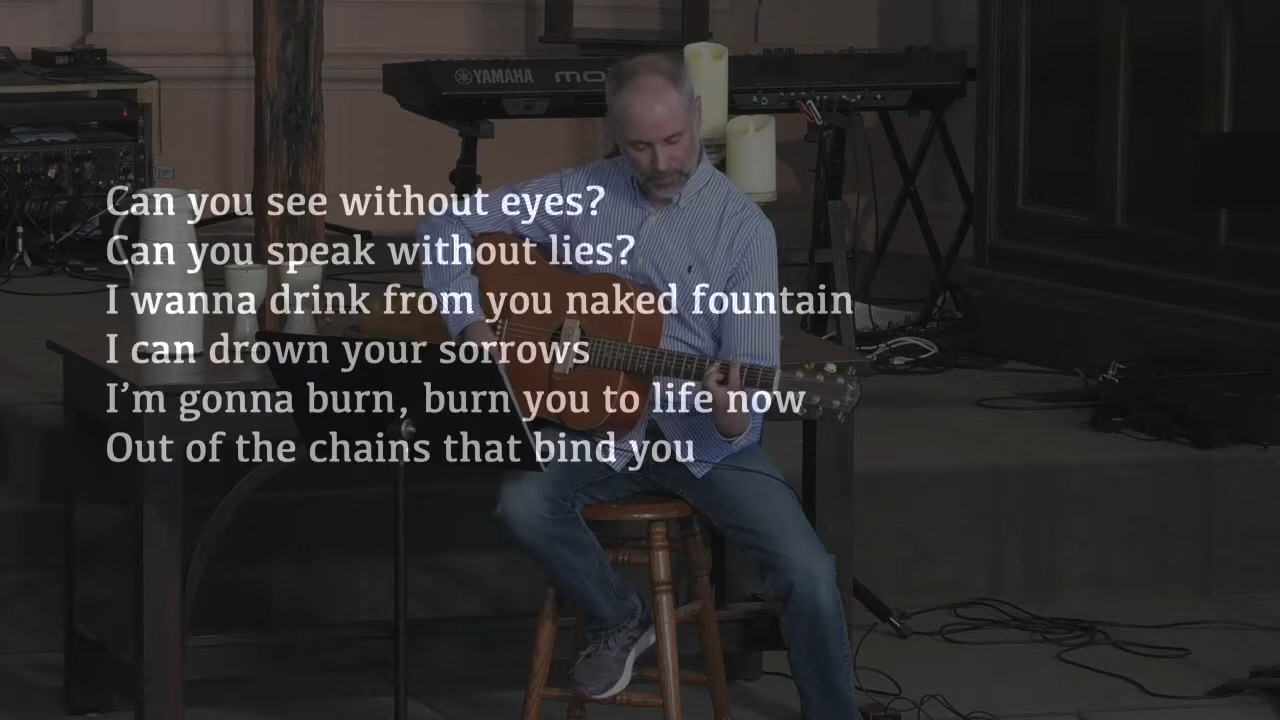 YAMAHA mo
Can you see without eyes?
Can you speak without lies?
I wanna drink from you naked fountain
I can drown your sorrows
I’m gonna burn, burn you to life now
Out of the chains that bind you